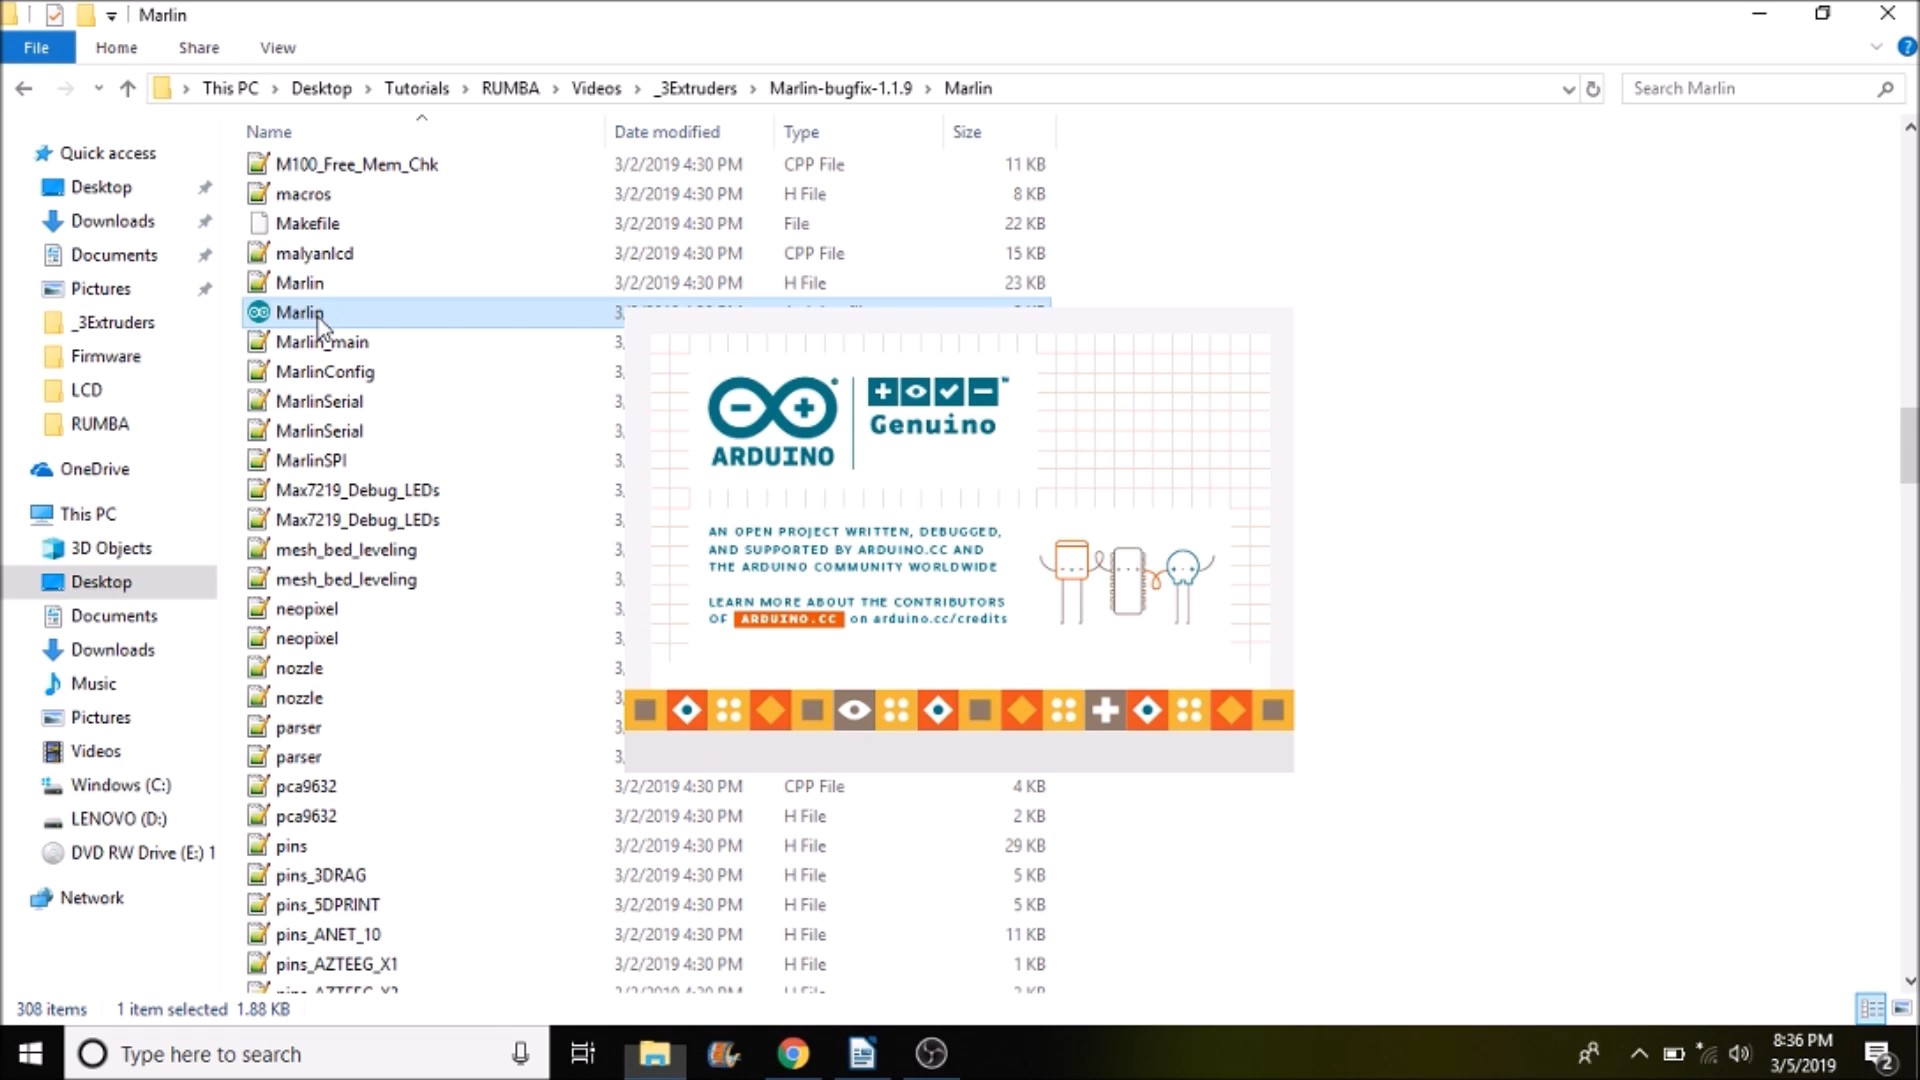 Marlin
File Home Share View
This PC Desktop Tutorials RUMBA Videos _3Extruders Marlin-bugfix-1.1.9 Marlin
Search Marlin
Name Date modified Type Size
Quick access
Desktop
Downloads
Documents
Pictures
_3Extruders
Firmware
LCD
RUMBA
OneDrive
This PC
3D Objects
Desktop
Documents
Downloads
Music
Pictures
Videos
Windows (C:)
LENOVO (D:)
DVD RW Drive (E:) 1
Network
M100_Free_Mem_Chk 3/2/2019 4:30 PM CPP File 11 KB
macros 3/2/2019 4:30 PM H File 8 KB
Makefile 3/2/2019 4:30 PM File 22 KB
malyanlcd 3/2/2019 4:30 PM CPP File 15 KB
Marlin 3/2/2019 4:30 PM H File 23 KB
Marlin
Marlin_main
MarlinConfig
MarlinSerial
MarlinSerial
MarlinSPI
Max7219_Debug_LEDs
Max7219_Debug_LEDs
mesh_bed_leveling
mesh_bed_leveling
neopixel
neopixel
nozzle
nozzle
parser
parser
pca9632 3/2/2019 4:30 PM CPP File 4 KB
pca9632 3/2/2019 4:30 PM H File 2 KB
pins 3/2/2019 4:30 PM H File 29 KB
pins_3DRAG 3/2/2019 4:30 PM H File 5 KB
pins_5DPRINT 3/2/2019 4:30 PM H File 5 KB
pins_ANET_10 3/2/2019 4:30 PM H File 11 KB
pins_AZTEEG_X1 3/2/2019 4:30 PM H File 1 KB
ARDUINO
Genuino
AN OPEN PROJECT WRITTEN, DEBUGGED,
AND SUPPORTED BY ARDUINO.CC AND
THE ARDUINO COMMUNITY WORLDWIDE
LEARN MORE ABOUT THE CONTRIBUTORS
OF ARDUINO.CC on arduino.cc/credits
308 items 1 item selected 1.88 KB
Type here to search
8:36 PM
3/5/2019
2